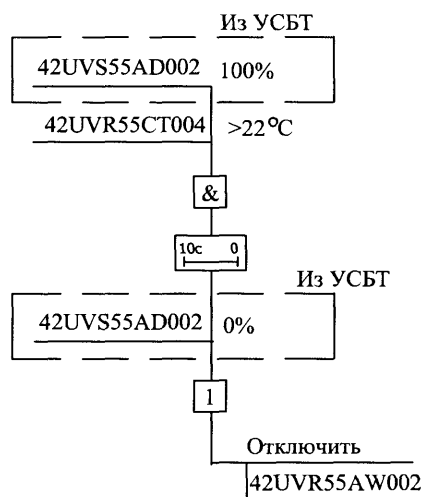 Из УСБТ
42UVS55AD002 100%
42UVR55CT004 >22°C
&
10с 0
Из УСБТ
42UVS55AD002 0%
1
Отключить
42UVR55AW002